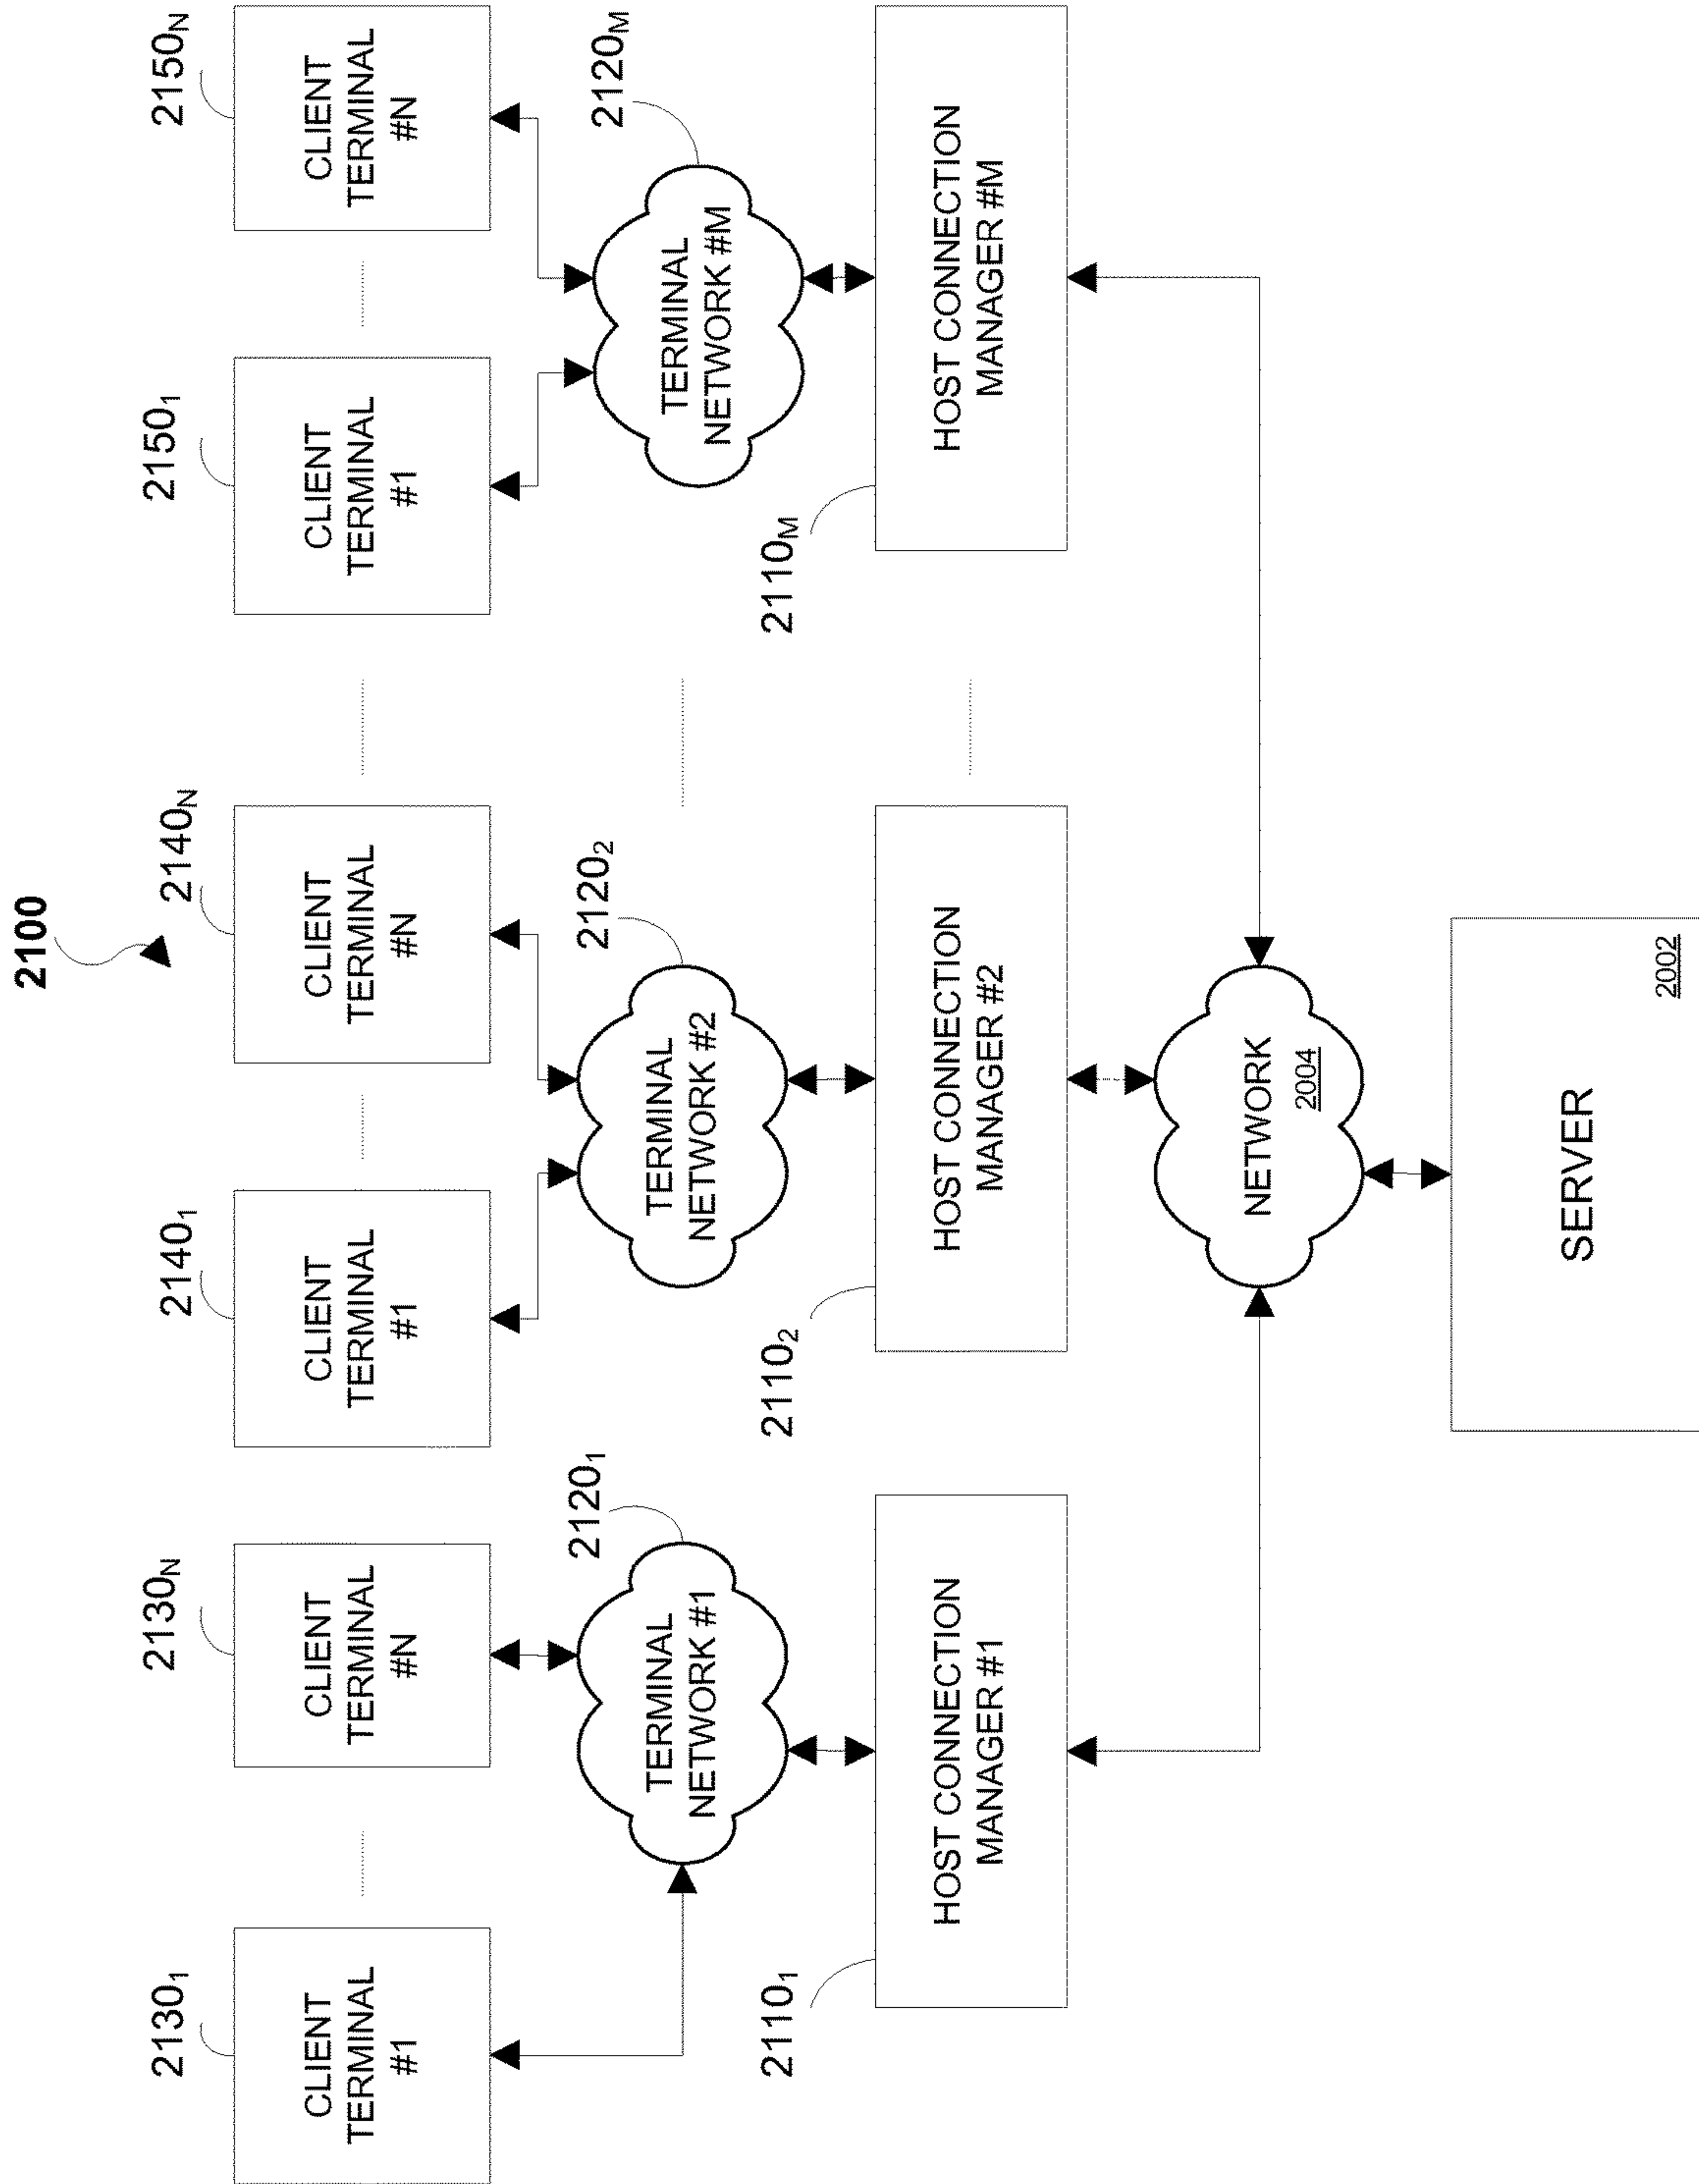 2100
2130₁
2130N
2140₁
2140N
2150₁
2150N
CLIENT
TERMINAL
#1
CLIENT
TERMINAL
#N
CLIENT
TERMINAL
#1
CLIENT
TERMINAL
#N
CLIENT
TERMINAL
#1
CLIENT
TERMINAL
#N
2120₁
2120₂
2120M
TERMINAL
NETWORK #1
TERMINAL
NETWORK #2
TERMINAL
NETWORK #M
2110₁
2110₂
2110M
HOST CONNECTION
MANAGER #1
HOST CONNECTION
MANAGER #2
HOST CONNECTION
MANAGER #M
NETWORK
2004
SERVER
2002